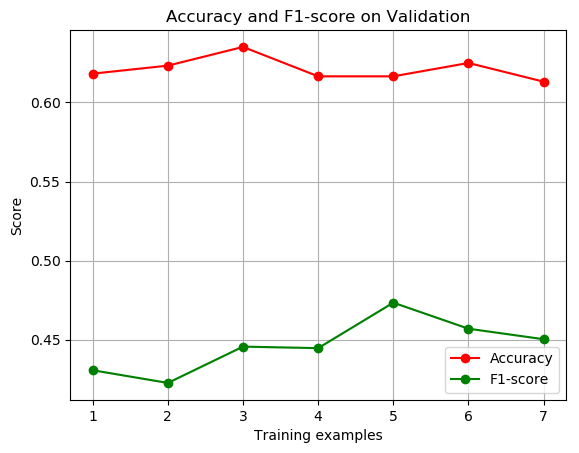 Accuracy and F1-score on Validation
0.60
0.55
0.50
0.45
Score
1 2 3 4 5 6 7
Training examples
Accuracy
F1-score